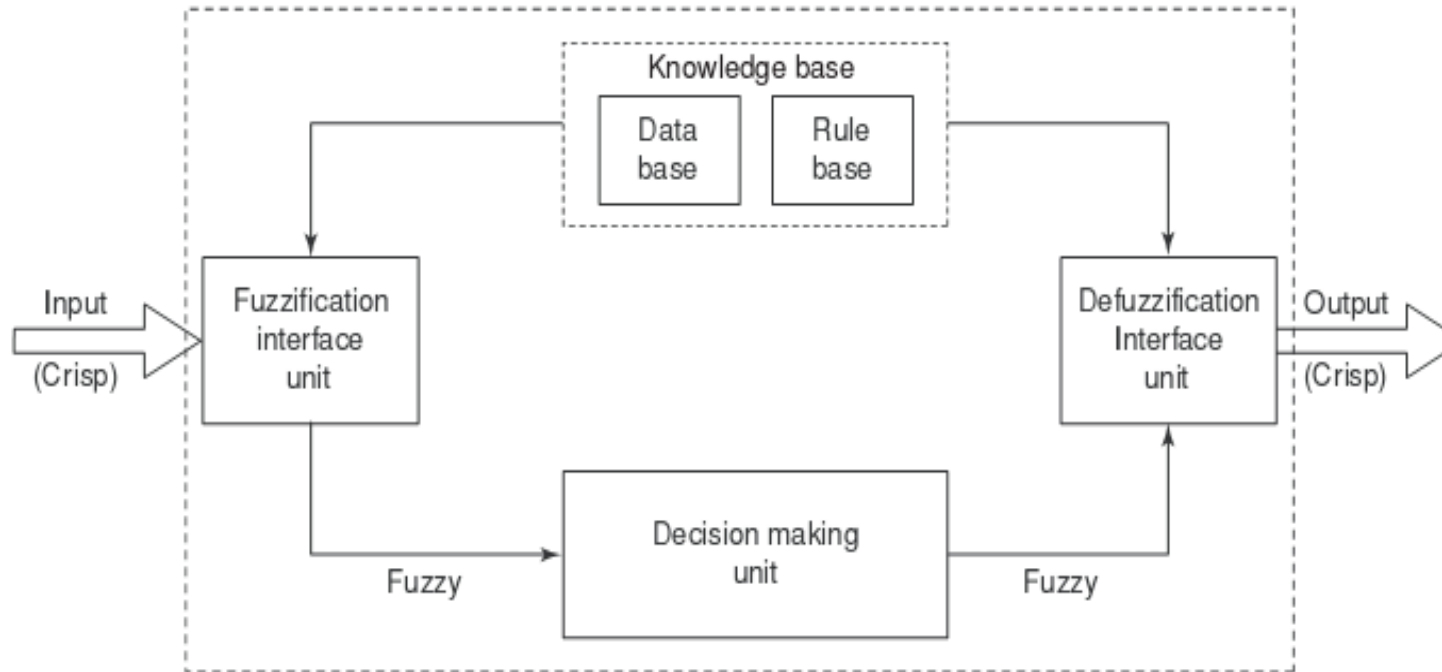 Knowledge base
Data
base
Rule
base
Input
(Crisp)
Fuzzification
interface
unit
Defuzzification
Interface
unit
Output
(Crisp)
Decision making
unit
Fuzzy
Fuzzy